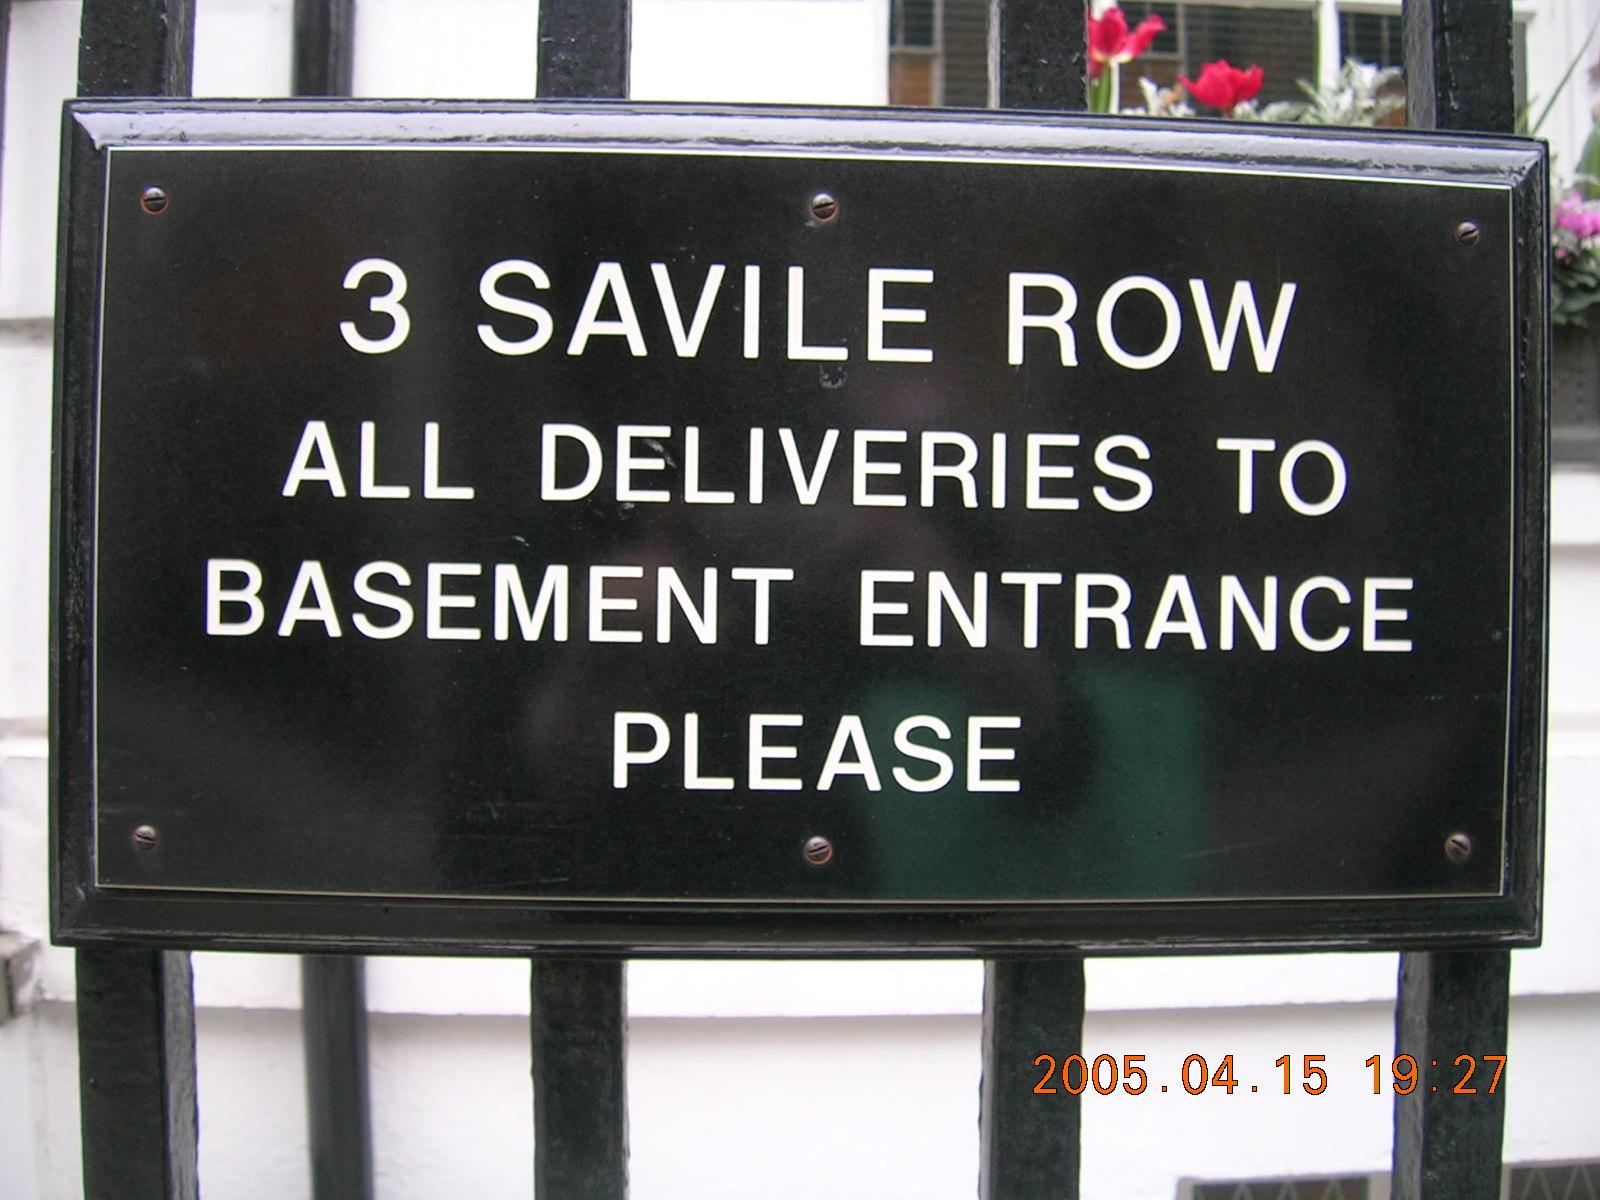 3 SAVILE ROW
ALL DELIVERIES TO
BASEMENT ENTRANCE
PLEASE
2005.04.15 19:27